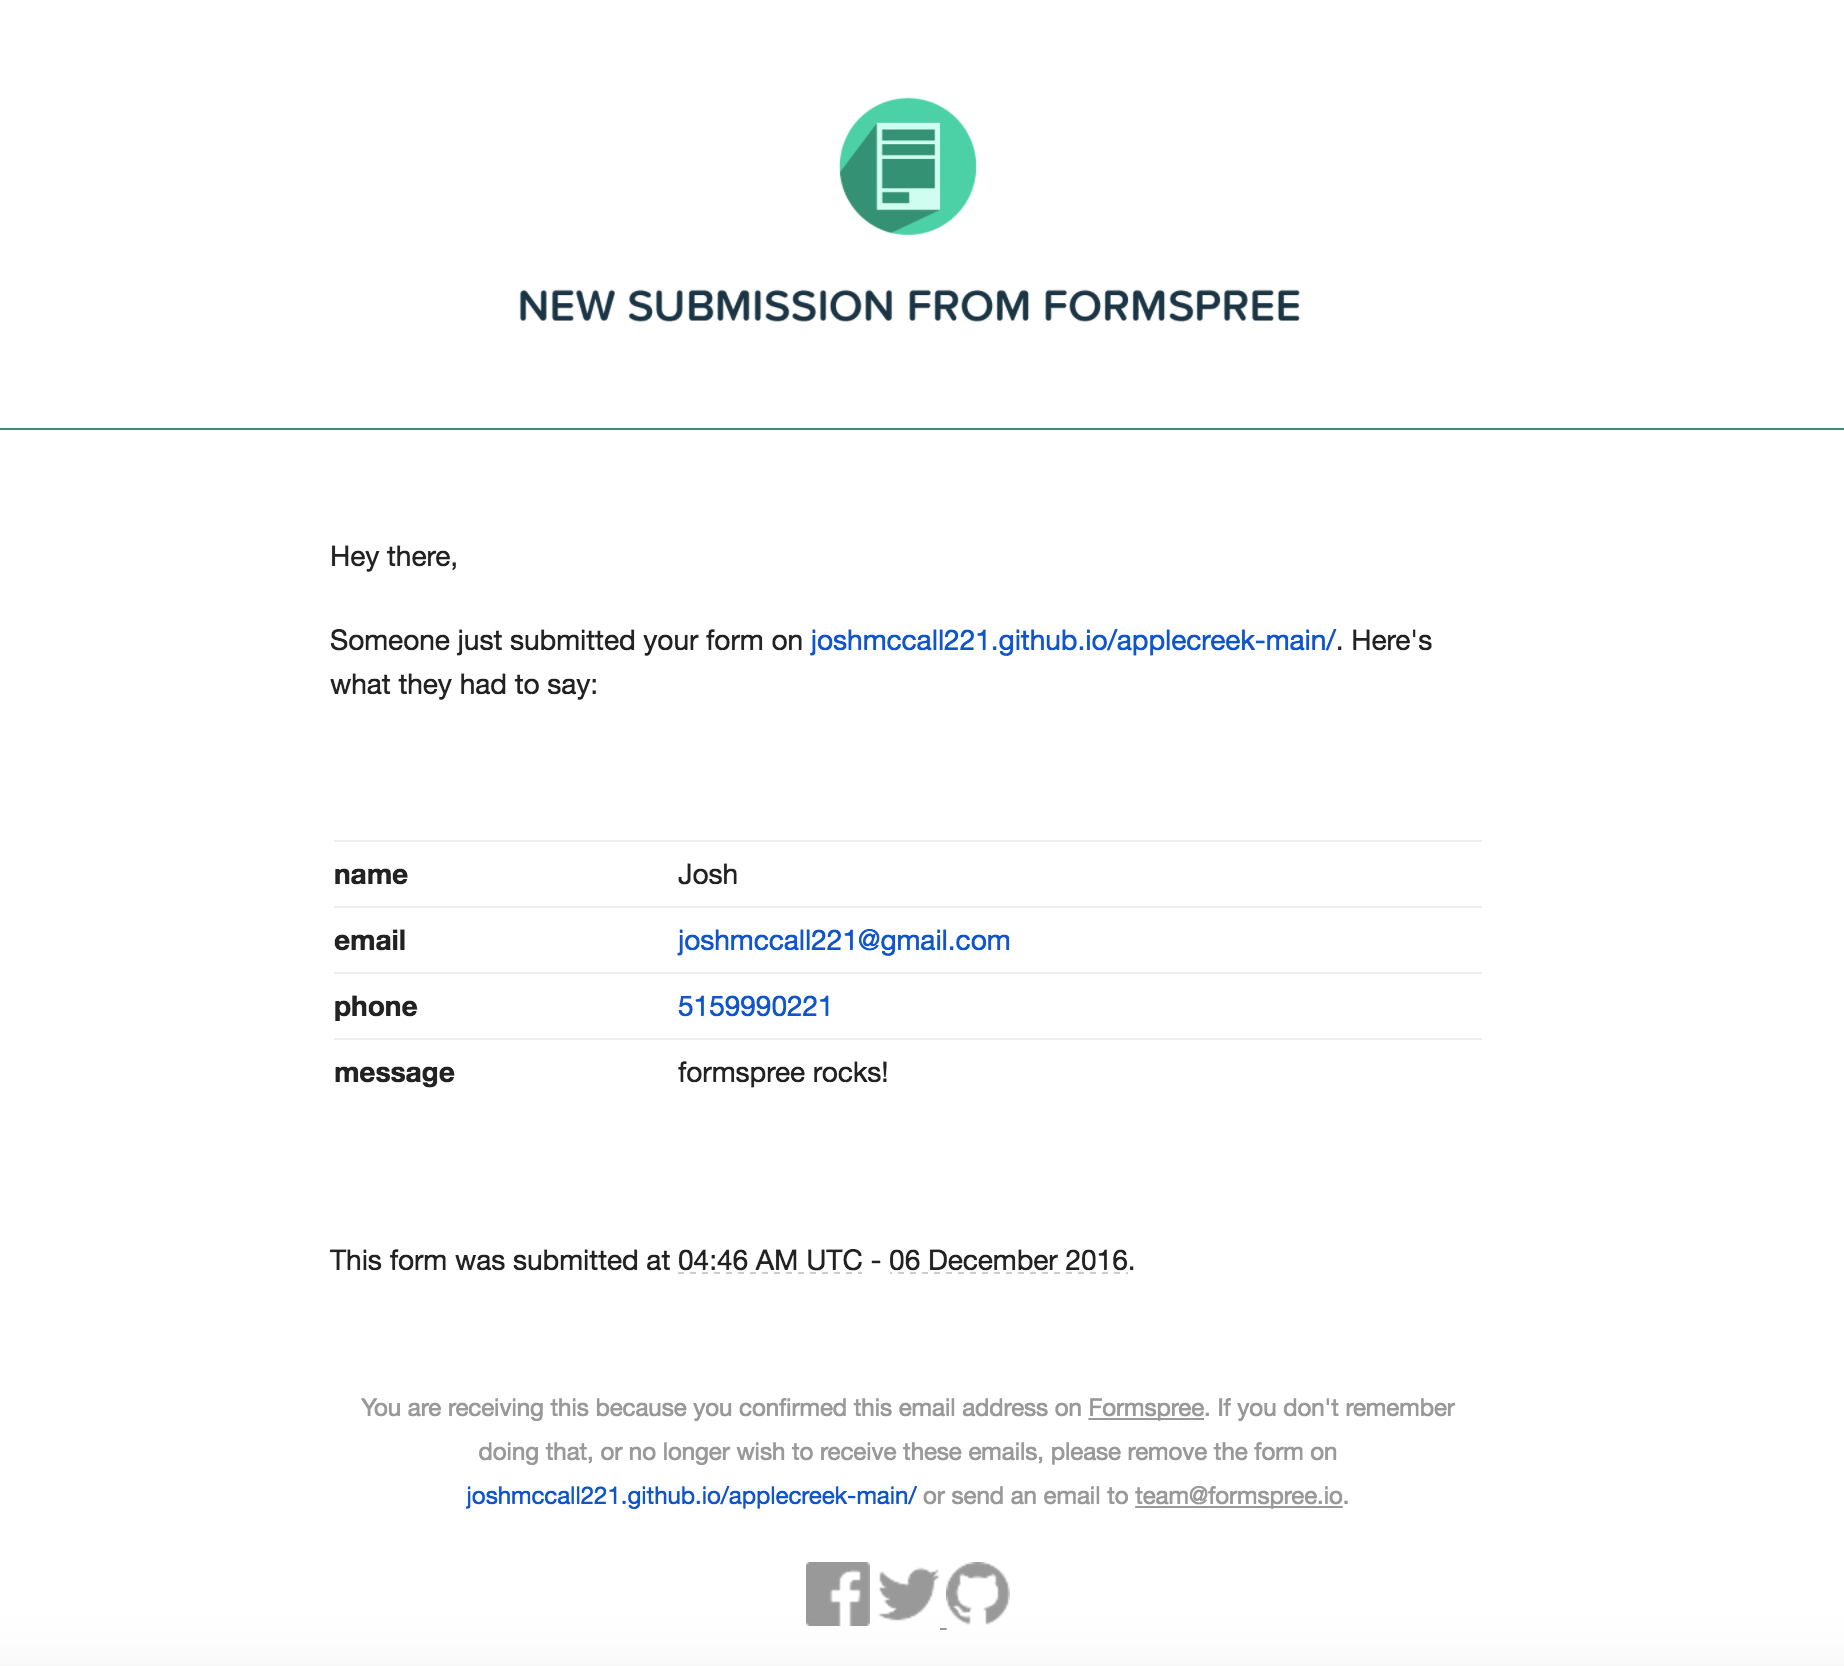 NEW SUBMISSION FROM FORMSPREE
Hey there,
Someone just submitted your form on joshmccall221.github.io/applecreek-main/. Here's
what they had to say:
name Josh
email joshmccall221@gmail.com
phone 5159990221
message formspree rocks!
This form was submitted at 04:46 AM UTC - 06 December 2016.
You are receiving this because you confirmed this email address on Formspree. If you don't remember
doing that, or no longer wish to receive these emails, please remove the form on
joshmccall221.github.io/applecreek-main/ or send an email to team@formspree.io.